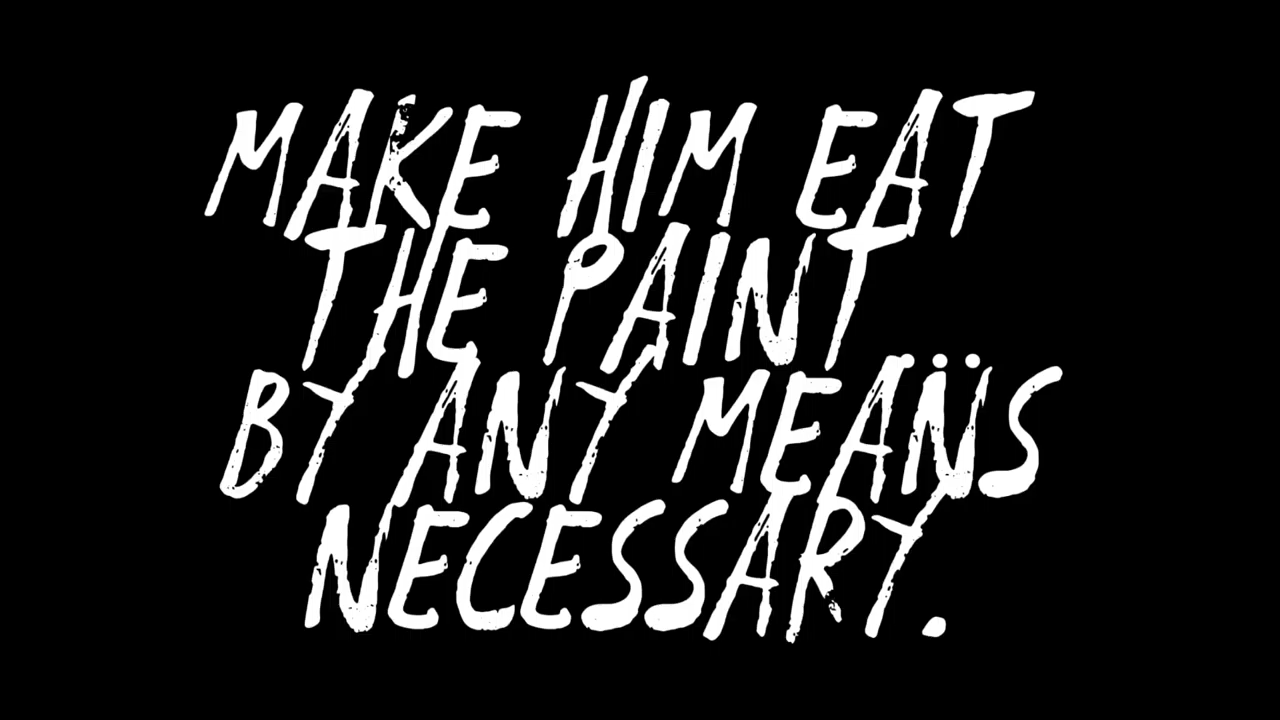 MAKE HIM EAT
THE PAINT...
BY ANY MEANS
NECESSARY.